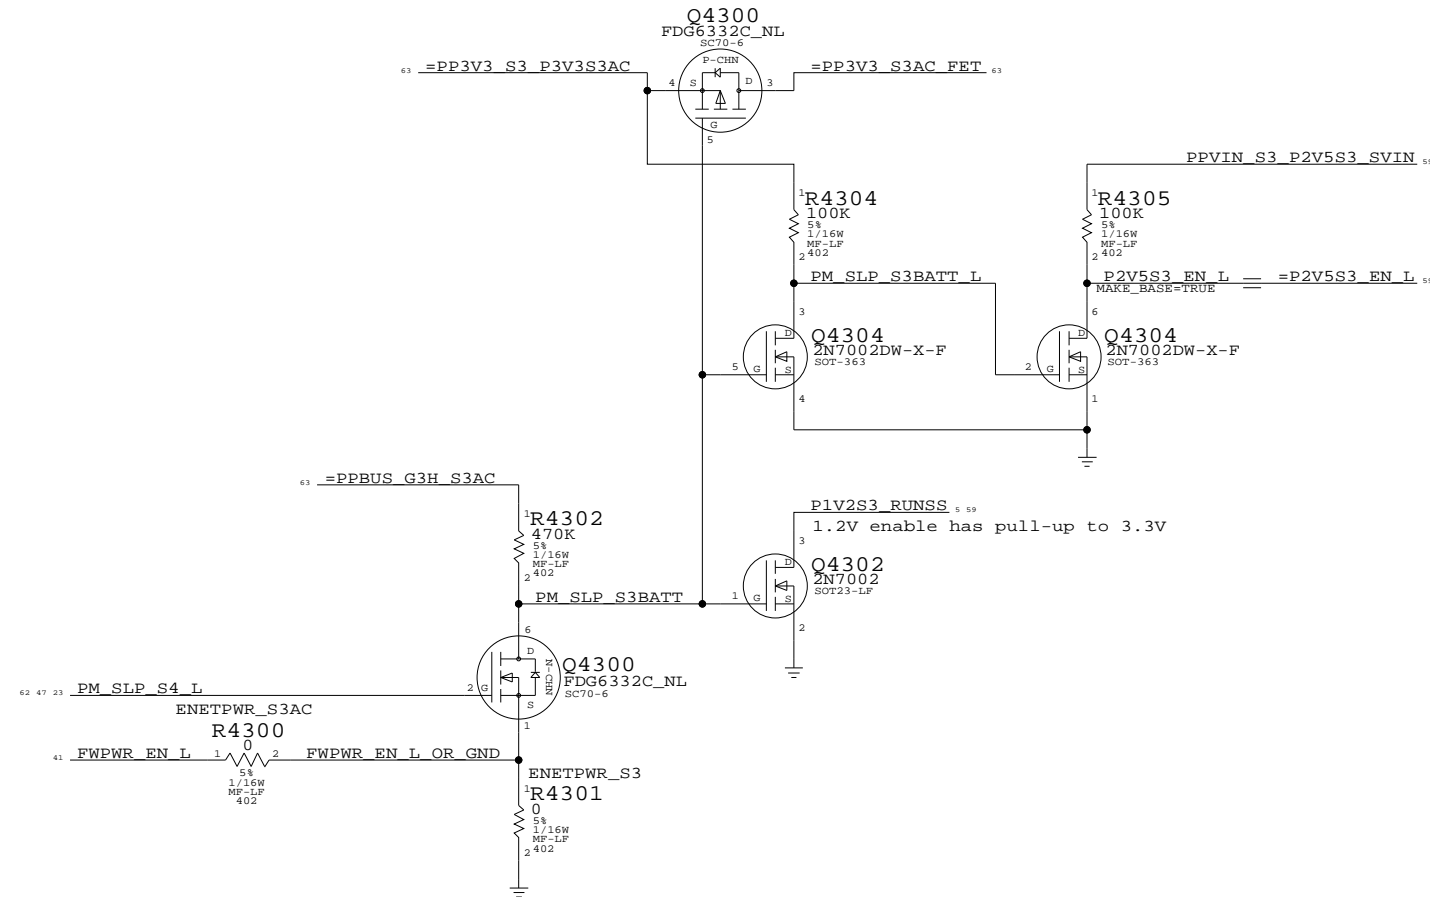 Q4300
FDG6332C_NL
SC70-6
P-CHN
63 =PP3V3_S3_P3V3S3AC
=PP3V3_S3AC_FET 63
4 S D 3
G
5
PPVIN_S3_P2V5S3_SVIN 59
1 R4304
100K
5%
1/16W
MF-LF
2 402
1 R4305
100K
5%
1/16W
MF-LF
2 402
PM_SLP_S3BATT_L
P2V5S3_EN_L
MAKE_BASE=TRUE
=P2V5S3_EN_L 59
3
Q4304
2N7002DW-X-F
SOT-363
D
5 G S
4
6
Q4304
2N7002DW-X-F
SOT-363
D
2 G S
1
63 =PPBUS_G3H_S3AC
1 R4302
470K
5%
1/16W
MF-LF
2 402
P1V2S3_RUNSS 5 59
1.2V enable has pull-up to 3.3V
3
Q4302
2N7002
SOT23-LF
D
1 G S
2
PM_SLP_S3BATT
6
D
N-CHN
Q4300
FDG6332C_NL
SC70-6
62 47 23 PM_SLP_S4_L
2 G
S
1
ENETPWR_S3AC
R4300
0
41 FWPWR_EN_L 1 2 FWPWR_EN_L_OR_GND
5%
1/16W
MF-LF
402
ENETPWR_S3
1 R4301
0
5%
1/16W
MF-LF
2 402